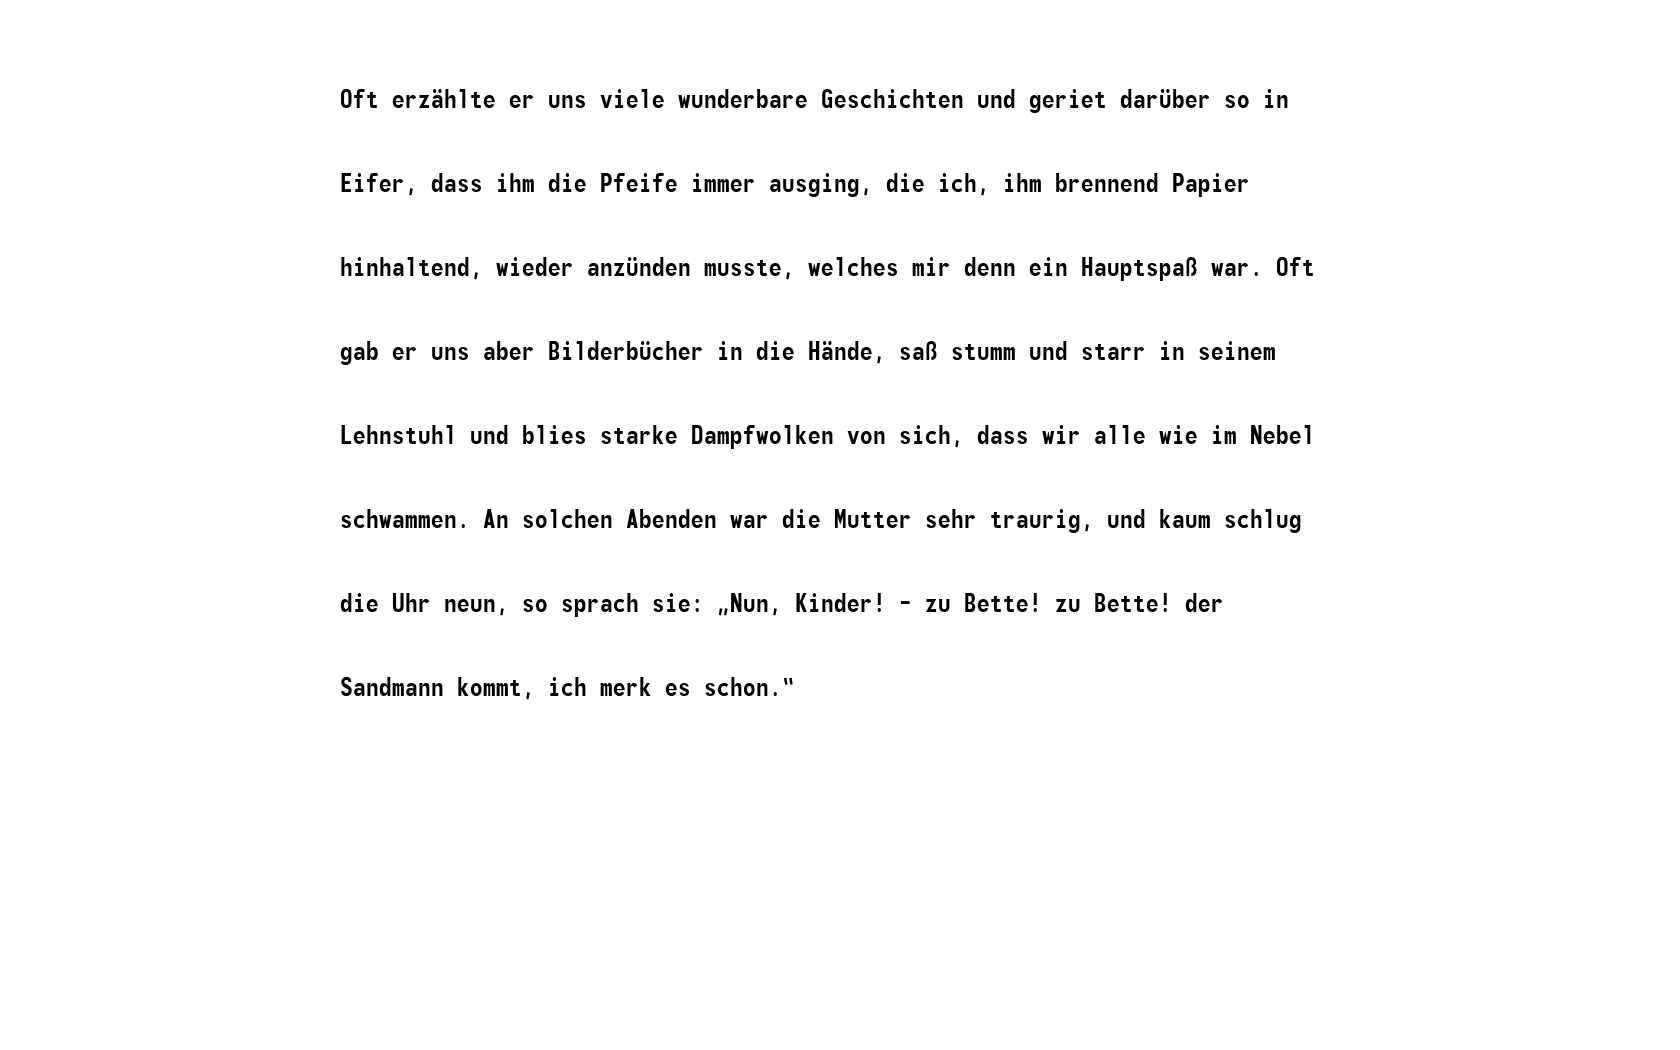 Oft erzählte er uns viele wunderbare Geschichten und geriet darüber so in
Eifer, dass ihm die Pfeife immer ausging, die ich, ihm brennend Papier
hinhaltend, wieder anzünden musste, welches mir denn ein Hauptspaß war. Oft
gab er uns aber Bilderbücher in die Hände, saß stumm und starr in seinem
Lehnstuhl und blies starke Dampfwolken von sich, dass wir alle wie im Nebel
schwammen. An solchen Abenden war die Mutter sehr traurig, und kaum schlug
die Uhr neun, so sprach sie: „Nun, Kinder! – zu Bette! zu Bette! der
Sandmann kommt, ich merk es schon.‟